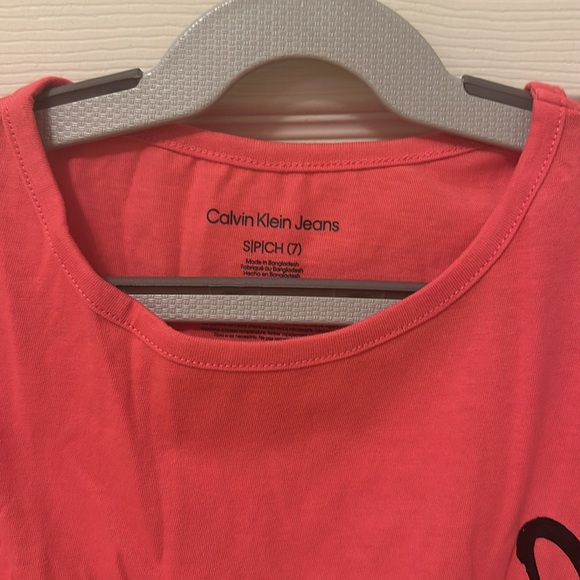 Calvin Klein Jeans
S|P|CH (7)
Made in Bangladesh
Fabriqué au Bangladesh
Hecho en Bangladesh